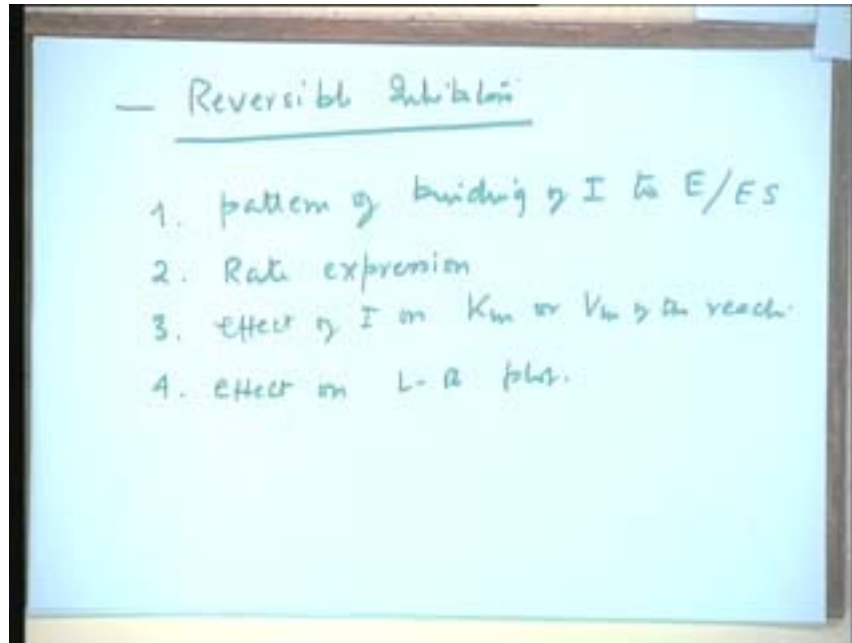 — Reversible Inhibition
1. pattern of binding of I to E/ES
2. Rate expression
3. effect of I on Km or Vm of the reach.
4. effect on L-B plot.